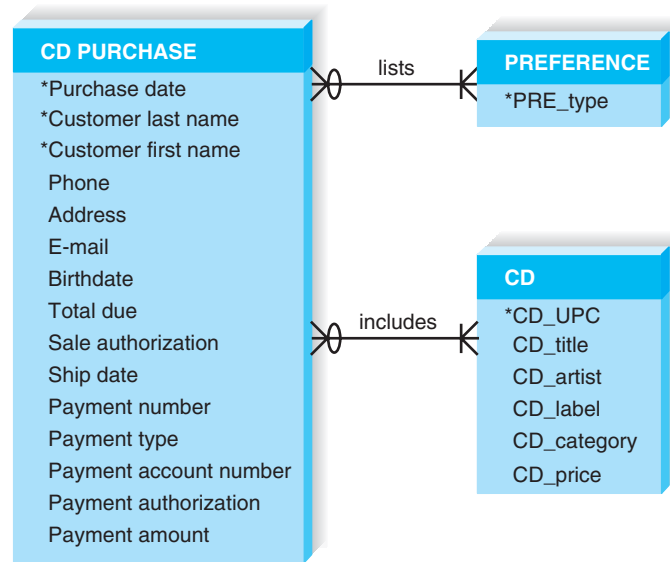 CD PURCHASE
*Purchase date
*Customer last name
*Customer first name
Phone
Address
E-mail
Birthdate
Total due
Sale authorization
Ship date
Payment number
Payment type
Payment account number
Payment authorization
Payment amount
lists
PREFERENCE
*PRE_type
includes
CD
*CD_UPC
CD_title
CD_artist
CD_label
CD_category
CD_price